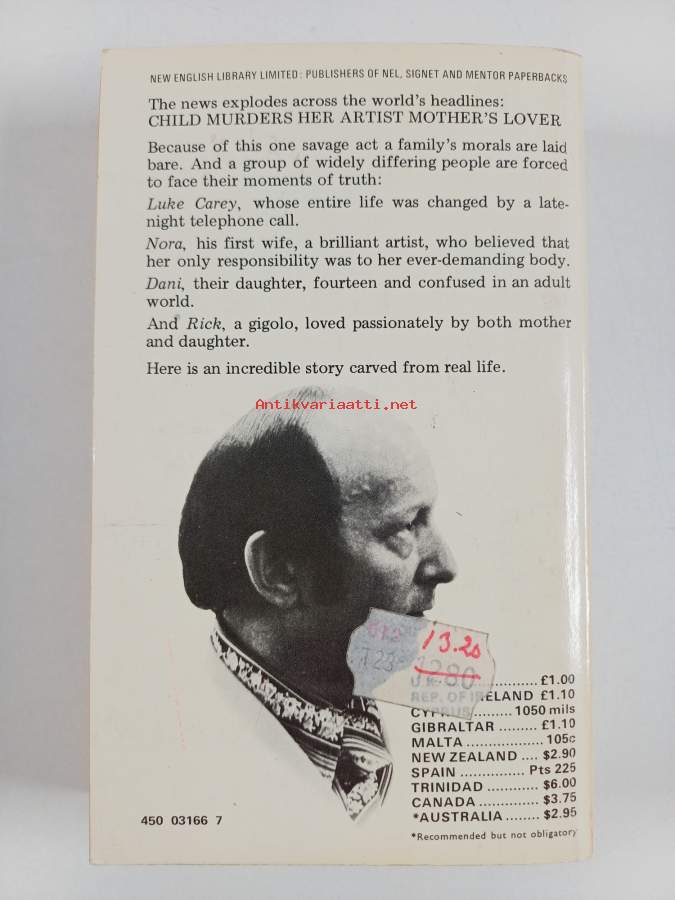 NEW ENGLISH LIBRARY LIMITED: PUBLISHERS OF NEL, SIGNET AND MENTOR PAPERBACKS
The news explodes across the world's headlines:
CHILD MURDERS HER ARTIST MOTHER'S LOVER
Because of this one savage act a family's morals are laid
bare. And a group of widely differing people are forced
to face their moments of truth:
Luke Carey, whose entire life was changed by a late-
night telephone call.
Nora, his first wife, a brilliant artist, who believed that
her only responsibility was to her ever-demanding body.
Dani, their daughter, fourteen and confused in an adult
world.
And Rick, a gigolo, loved passionately by both mother
and daughter.
Here is an incredible story carved from real life.
Antikvariaatti.net
13.20
1280
£1.00
REP. OF IRELAND £1.10
CYPRUS ......... 1050 mils
GIBRALTAR ......... £1.10
MALTA .................. 105c
NEW ZEALAND .... $2.90
SPAIN ............... Pts 225
TRINIDAD ............ $6.00
CANADA .............. $3.75
*AUSTRALIA ........ $2.95
*Recommended but not obligatory
450 03166 7